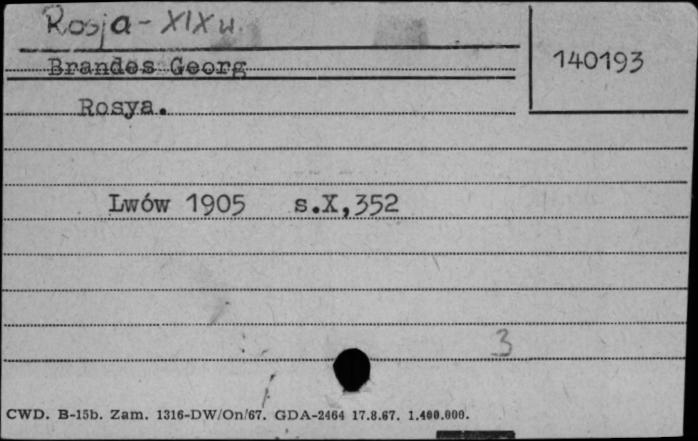 Rosja - XIX w.
Brandes Georg
140193
Rosya.
Lwów 1905 s.X,352
3
CWD. B-15b. Zam. 1316-DW/On/67. GDA-2464 17.8.67. 1.400.000.